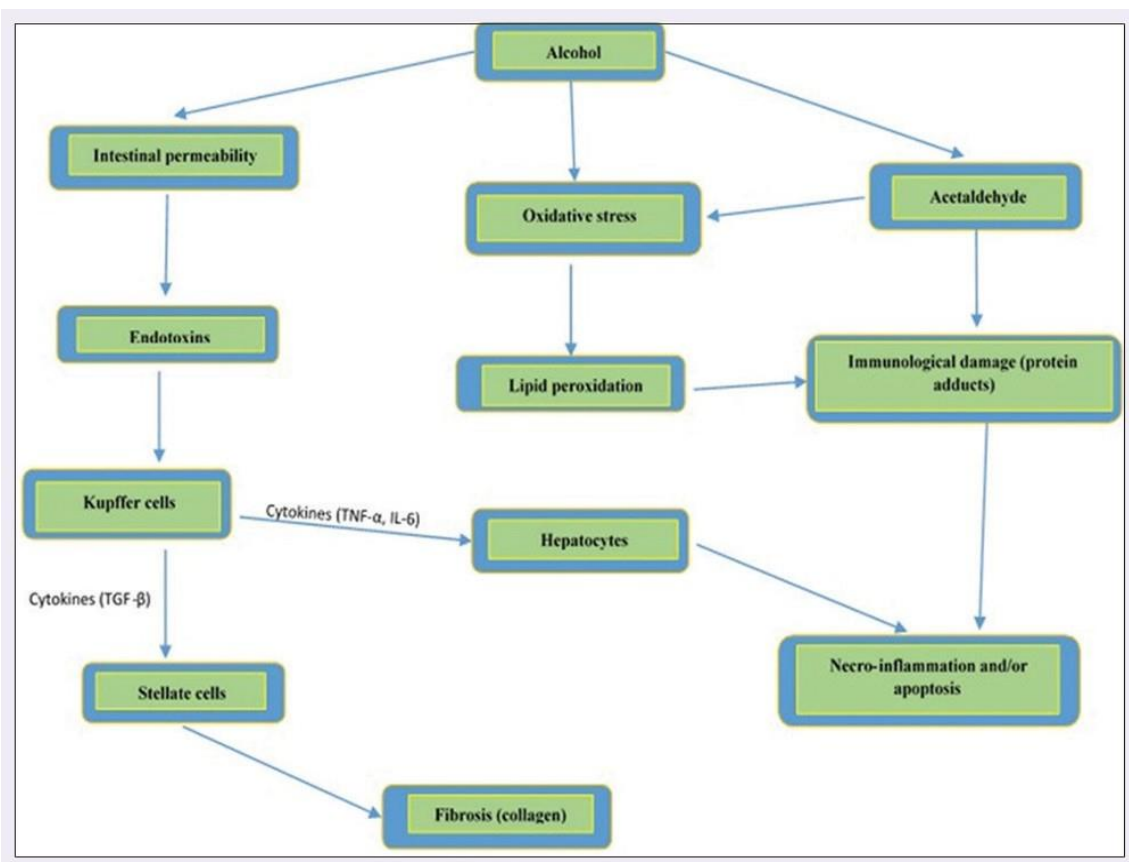 Alcohol
Intestinal permeability
Oxidative stress
Acetaldehyde
Endotoxins
Lipid peroxidation
Immunological damage (protein
adducts)
Kupffer cells
Cytokines (TNF-α, IL-6)
Hepatocytes
Cytokines (TGF-β)
Stellate cells
Necro-inflammation and/or
apoptosis
Fibrosis (collagen)